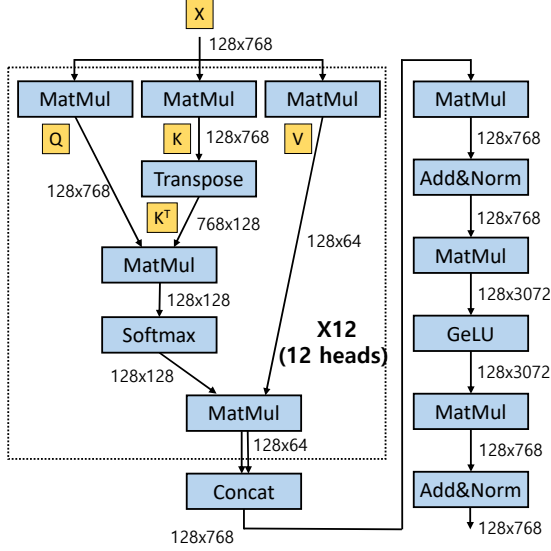 X
128x768
MatMul
MatMul
MatMul
Q
K
128x768
V
128x768
Transpose
K^T
768x128
128x64
MatMul
128x128
Softmax
X12
(12 heads)
128x128
MatMul
128x64
Concat
128x768
MatMul
128x768
Add&Norm
128x768
MatMul
128x3072
GeLU
128x3072
MatMul
128x768
Add&Norm
128x768